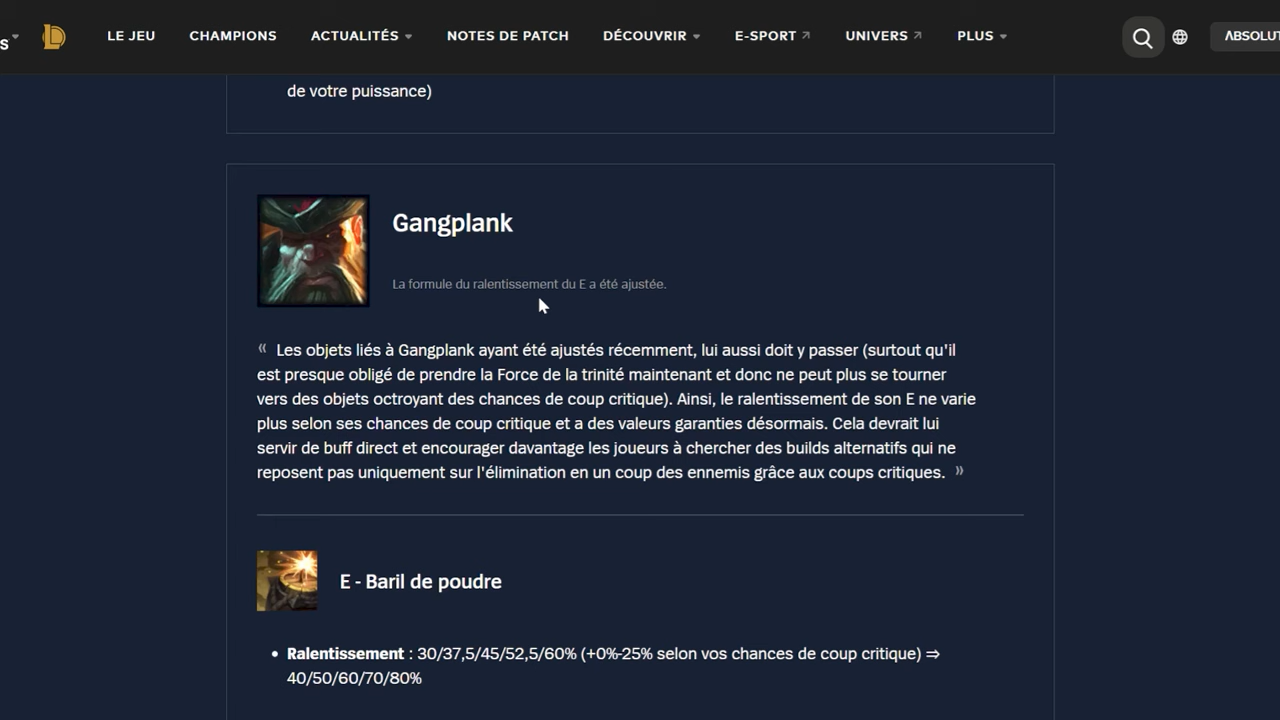 S
LE JEU CHAMPIONS ACTUALITÉS NOTES DE PATCH DÉCOUVRIR E-SPORT UNIVERS PLUS ABSOLUT
de votre puissance)
Gangplank
La formule du ralentissement du E a été ajustée.
« Les objets liés à Gangplank ayant été ajustés récemment, lui aussi doit y passer (surtout qu'il
est presque obligé de prendre la Force de la trinité maintenant et donc ne peut plus se tourner
vers des objets octroyant des chances de coup critique). Ainsi, le ralentissement de son E ne varie
plus selon ses chances de coup critique et a des valeurs garanties désormais. Cela devrait lui
servir de buff direct et encourager davantage les joueurs à chercher des builds alternatifs qui ne
reposent pas uniquement sur l'élimination en un coup des ennemis grâce aux coups critiques. »
E - Baril de poudre
• Ralentissement : 30/37,5/45/52,5/60% (+0%-25% selon vos chances de coup critique) ⇒
40/50/60/70/80%